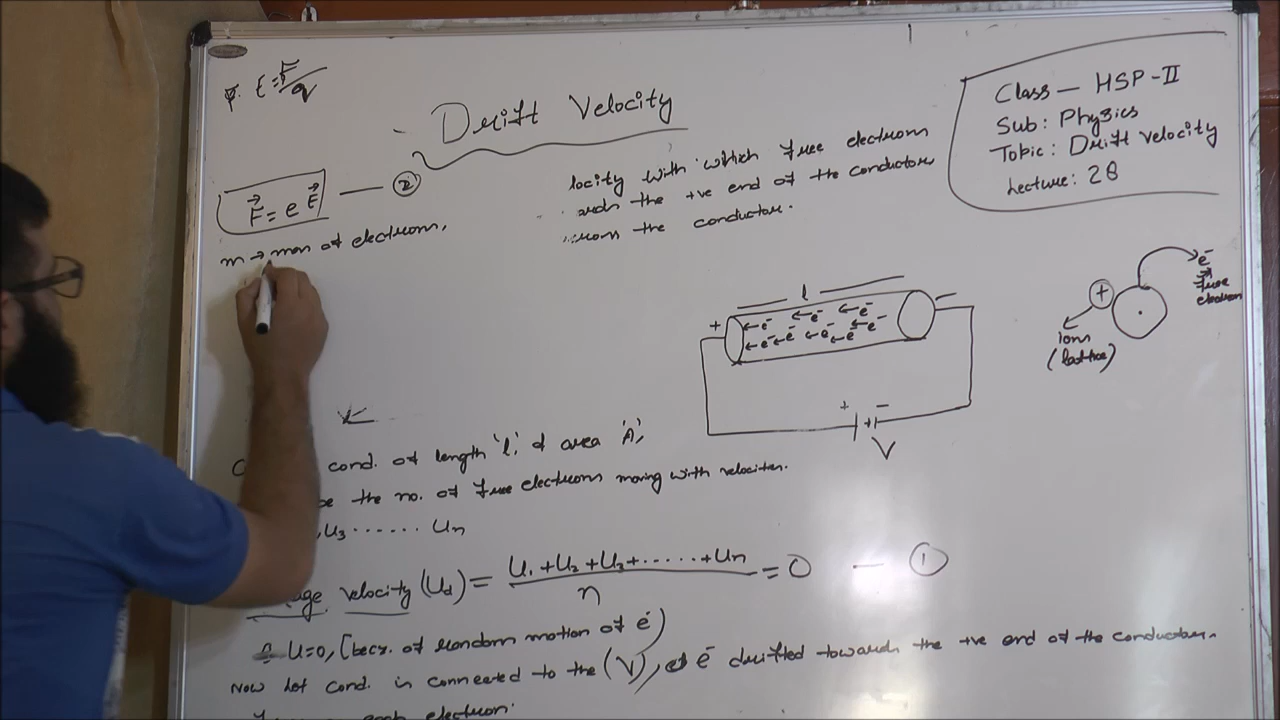 E = F/q
Drift Velocity
Class — HSP-II
Sub: Physics
Topic: Drift Velocity
Lecture: 28
F = e E — ②
m → mass of electron,
locity with which free electrons
ards the +ve end of the conductor
the conductor.
l
+ −
← e⁻ ← e⁻ ← e⁻
← e⁻ ← e⁻ ← e⁻ ← e⁻ ← e⁻
+ −
V
+
e⁻
free
electron
ions
(lattice)
cond. of length 'l' & area 'A',
be the no. of free electrons moving with velocities.
, U3 ...... Un
age velocity (Ud) = U1 + U2 + U3 + ...... + Un / n = 0 — ①
U=0, (becz. of random motion of e⁻)
Now let cond. is connected to the (V), e⁻ drifted towards the +ve end of the conductor.
each electron.